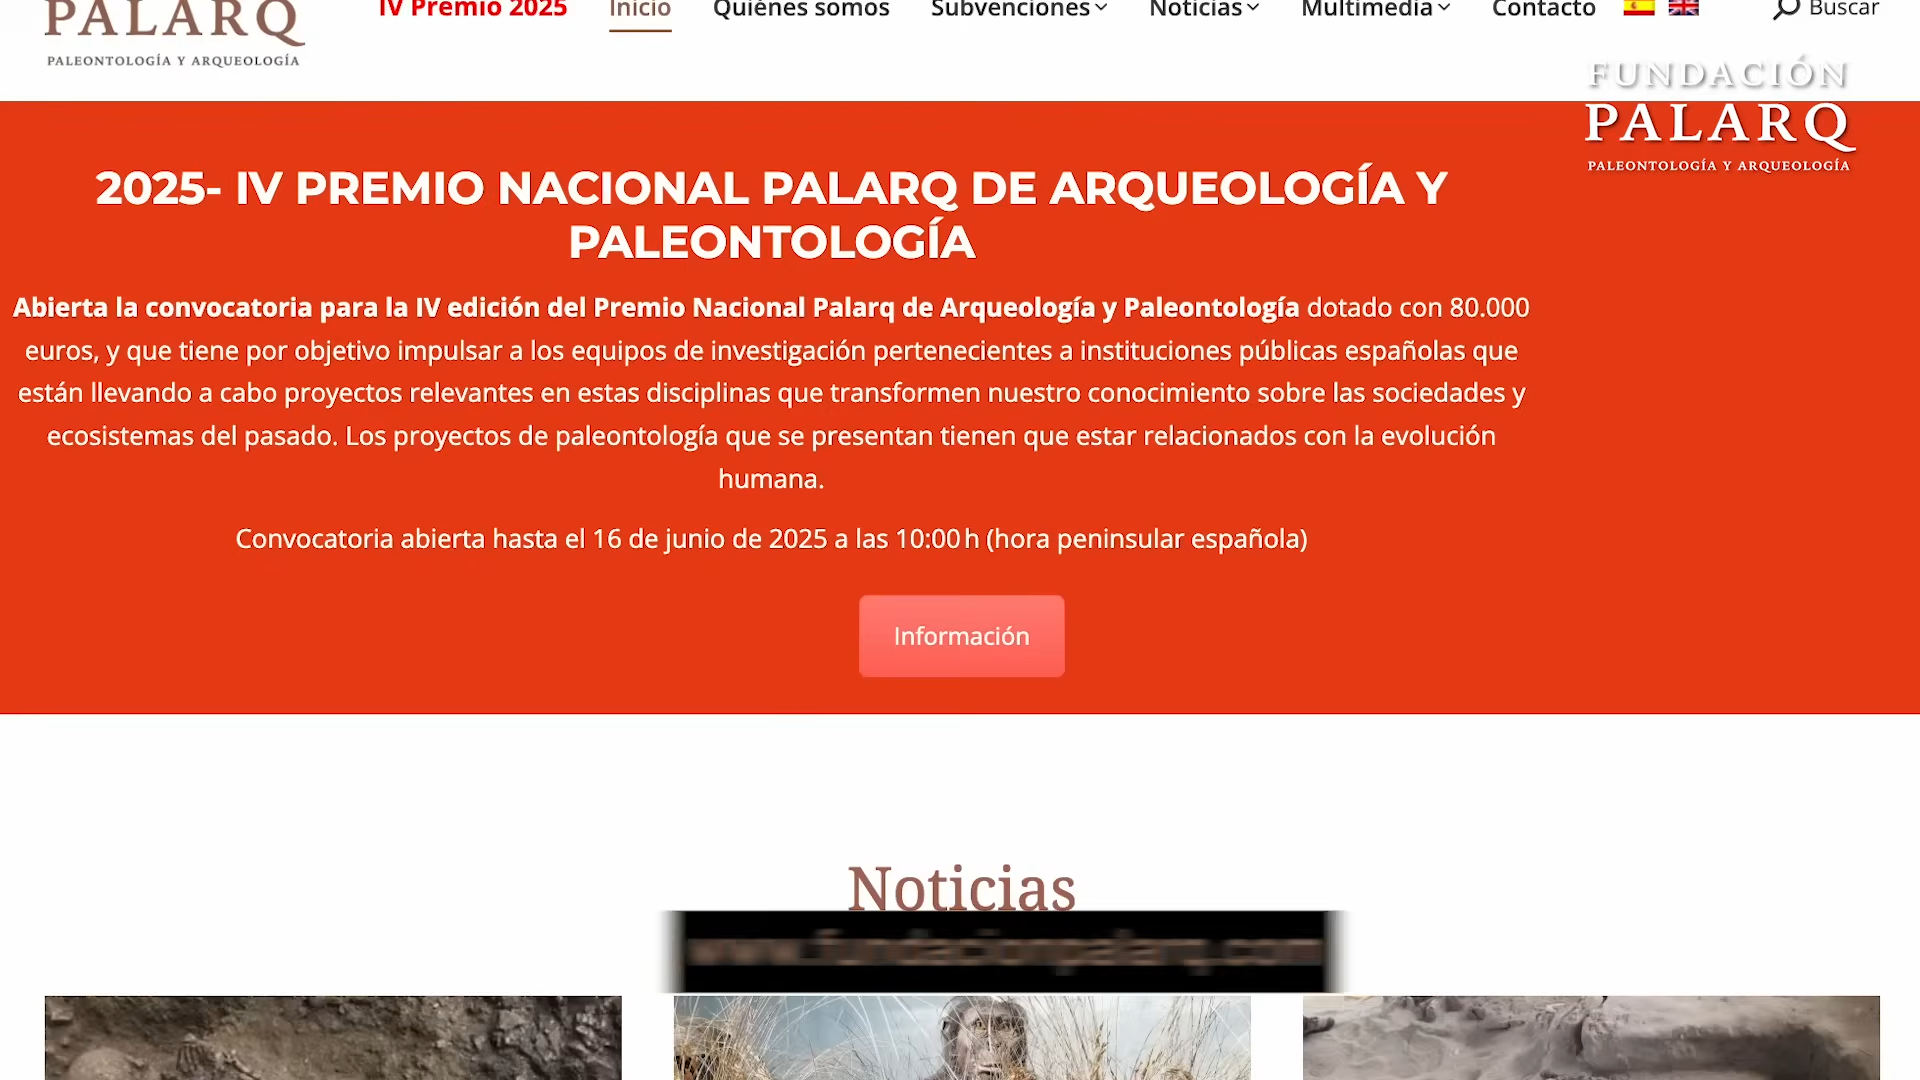 PALARQ
PALEONTOLOGÍA Y ARQUEOLOGÍA
IV Premio 2025
Inicio
Quiénes somos
Subvenciones
Noticias
Multimedia
Contacto
Buscar
FUNDACIÓN
PALARQ
PALEONTOLOGÍA Y ARQUEOLOGÍA
2025- IV PREMIO NACIONAL PALARQ DE ARQUEOLOGÍA Y
PALEONTOLOGÍA
Abierta la convocatoria para la IV edición del Premio Nacional Palarq de Arqueología y Paleontología dotado con 80.000
euros, y que tiene por objetivo impulsar a los equipos de investigación pertenecientes a instituciones públicas españolas que
están llevando a cabo proyectos relevantes en estas disciplinas que transformen nuestro conocimiento sobre las sociedades y
ecosistemas del pasado. Los proyectos de paleontología que se presentan tienen que estar relacionados con la evolución
humana.
Convocatoria abierta hasta el 16 de junio de 2025 a las 10:00 h (hora peninsular española)
Información
Noticias
www.fundacionpalarq.com